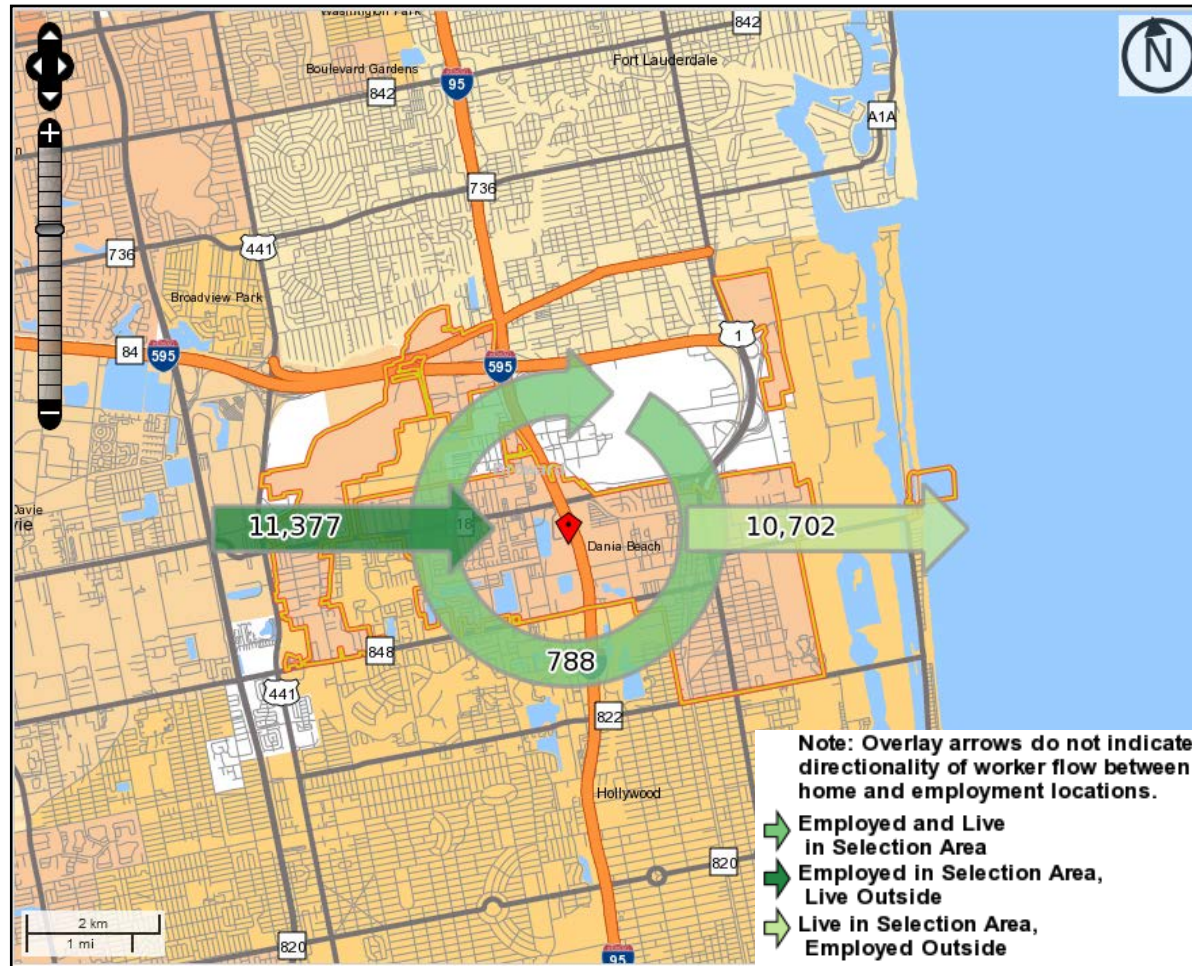 Washington Park
842
N
Boulevard Gardens
Fort Lauderdale
95
842
A1A
736
441
736
Broadview Park
1
84
595
595
Davie
vie
11,377
18
10,702
Dania Beach
788
848
441
822
Note: Overlay arrows do not indicate
directionality of worker flow between
home and employment locations.
Hollywood
Employed and Live
in Selection Area
820
Employed in Selection Area,
Live Outside
2 km
1 mi
820
95
Live in Selection Area,
Employed Outside